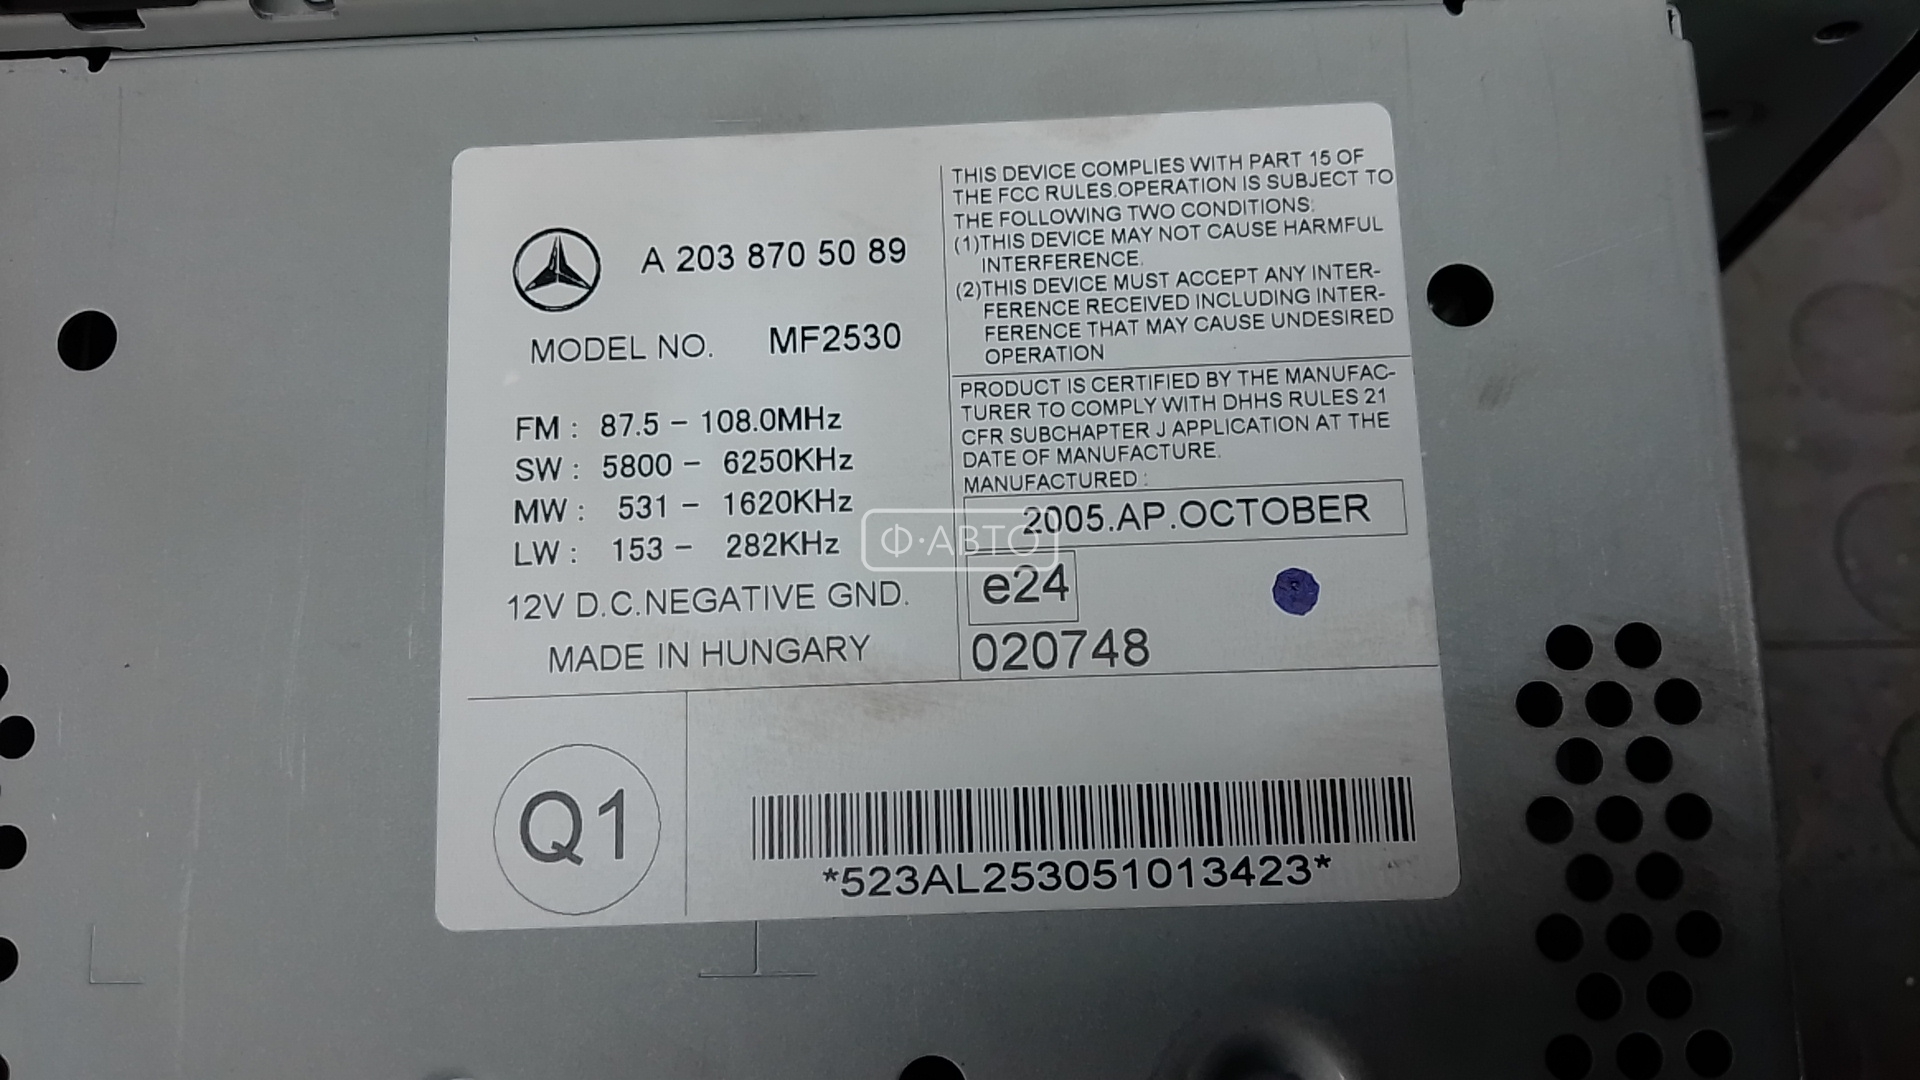 A 203 870 5089
MODEL NO. MF2530
FM : 87.5 – 108.0MHz
SW : 5800 – 6250KHz
MW : 531 – 1620KHz
LW : 153 – 282KHz
12V D.C.NEGATIVE GND.
MADE IN HUNGARY
THIS DEVICE COMPLIES WITH PART 15 OF
THE FCC RULES.OPERATION IS SUBJECT TO
THE FOLLOWING TWO CONDITIONS.
(1)THIS DEVICE MAY NOT CAUSE HARMFUL
INTERFERENCE.
(2)THIS DEVICE MUST ACCEPT ANY INTER-
FERENCE RECEIVED INCLUDING INTER-
FERENCE THAT MAY CAUSE UNDESIRED
OPERATION
PRODUCT IS CERTIFIED BY THE MANUFAC-
TURER TO COMPLY WITH DHHS RULES 21
CFR SUBCHAPTER J APPLICATION AT THE
DATE OF MANUFACTURE.
MANUFACTURED :
2005.AP.OCTOBER
Ф·АВТО
e24
020748
Q1
*523AL253051013423*